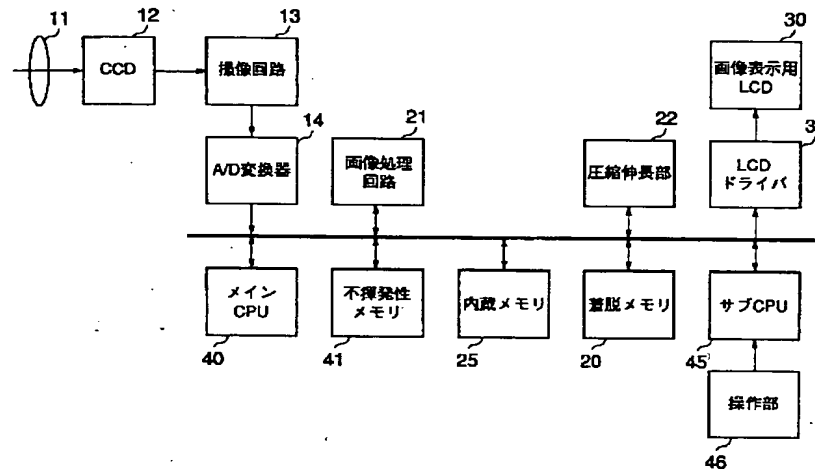 11
12
CCD
13
撮像回路
30
画像表示用
LCD
14
A/D変換器
21
画像処理
回路
22
圧縮伸長部
3
LCD
ドライバ
メイン
CPU
40
不揮発性
メモリ
41
内蔵メモリ
25
着脱メモリ
20
サブCPU
45
操作部
46